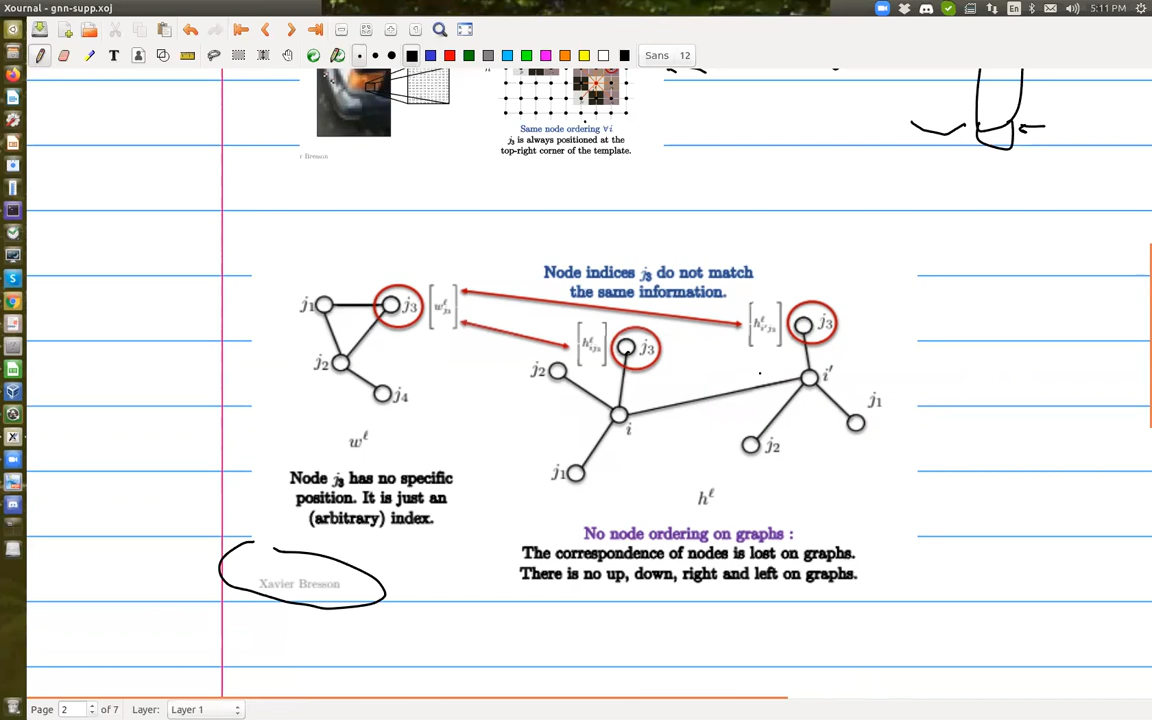 Xournal - gnn-supp.xoj
En
5:11 PM
Sans 12
Same node ordering ∀ i
j₃ is always positioned at the
top-right corner of the template.
r Bresson
Node indices j₃ do not match
the same information.
j₁
j₃
j₂
j₄
w^ℓ
Node j₃ has no specific
position. It is just an
(arbitrary) index.
j₃
j₂
i
j₁
j₃
i′
j₁
j₂
h^ℓ
No node ordering on graphs :
The correspondence of nodes is lost on graphs.
There is no up, down, right and left on graphs.
Xavier Bresson
Page 2 of 7 Layer: Layer 1